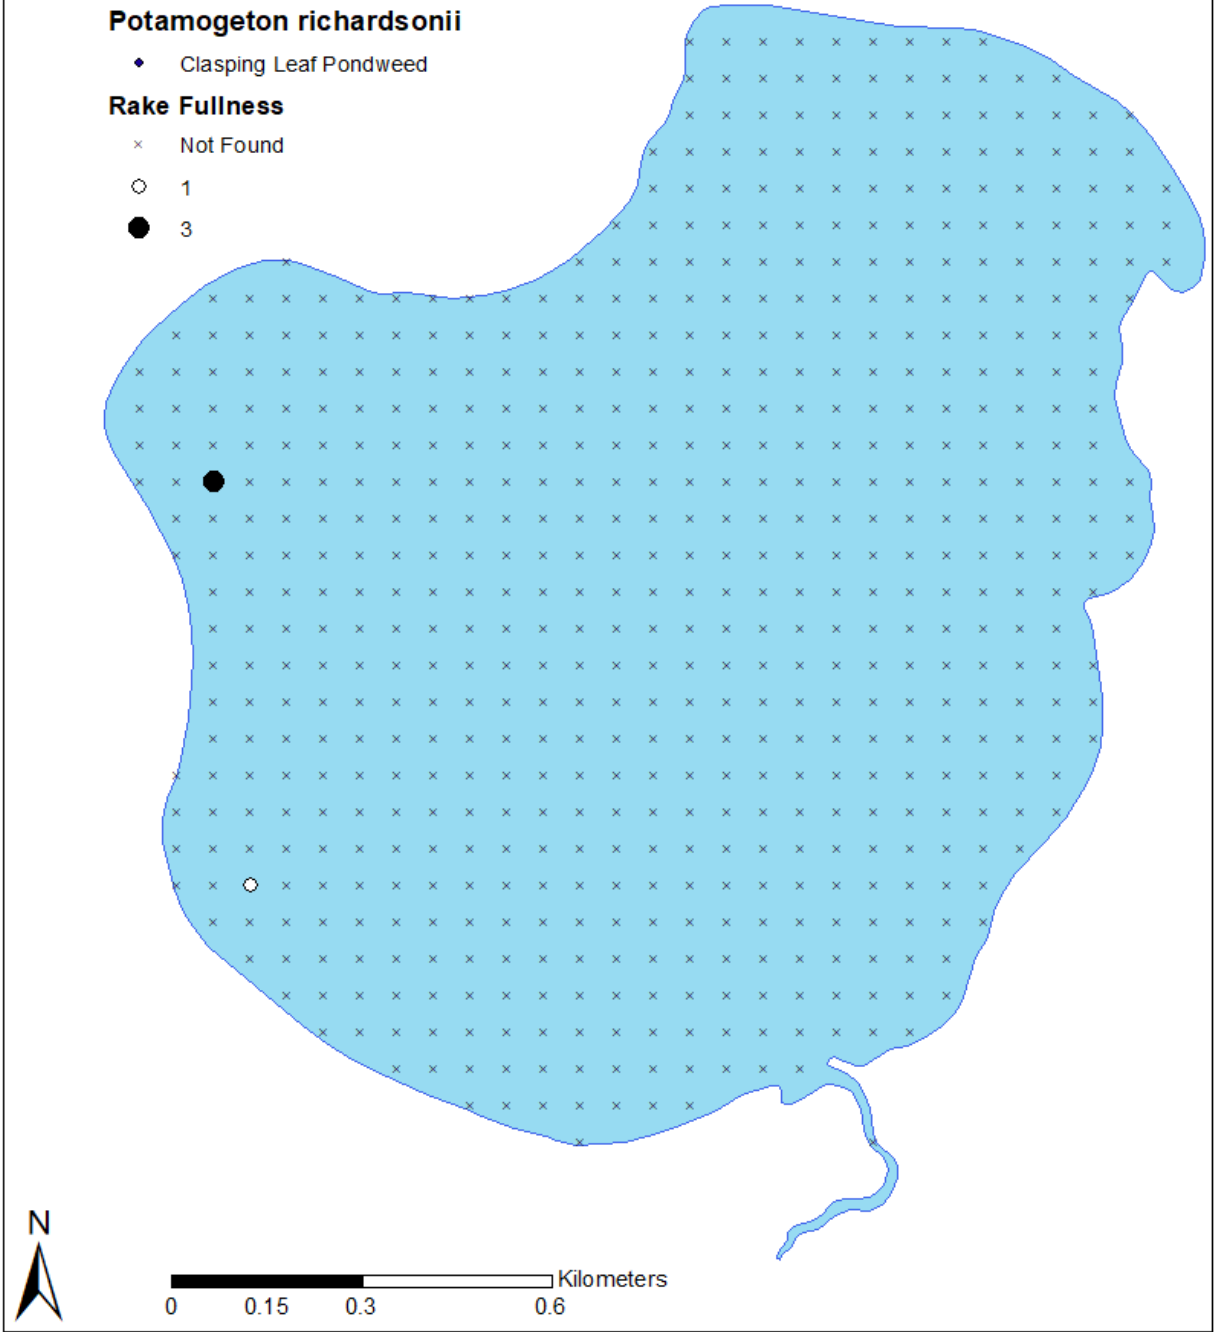 Potamogeton richardsonii
Clasping Leaf Pondweed
Rake Fullness
Not Found
1
3
N
Kilometers
0 0.15 0.3 0.6